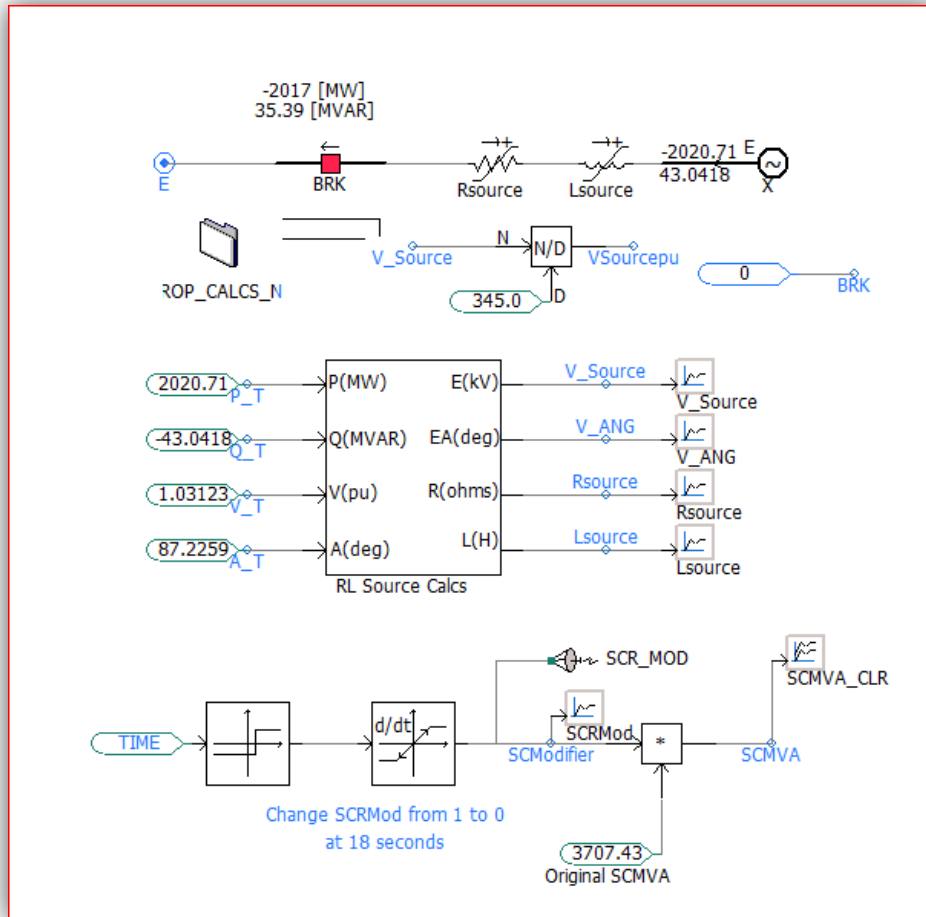 -2017 [MW]
35.39 [MVAR]
E
BRK
Rsource
Lsource
-2020.71 E
43.0418
~
X
ROP_CALCS_N
V_Source
N
N/D
VSourcepu
345.0
D
0
BRK
2020.71
P_T
P(MW)
E(kV)
V_Source
V_Source
-43.0418
Q_T
Q(MVAR)
EA(deg)
V_ANG
V_ANG
1.03123
V_T
V(pu)
R(ohms)
Rsource
Rsource
87.2259
A_T
A(deg)
L(H)
Lsource
Lsource
RL Source Calcs
SCR_MOD
SCMVA_CLR
TIME
d/dt
SCRMod
SCModifier
*
SCMVA
Change SCRMod from 1 to 0
at 18 seconds
3707.43
Original SCMVA